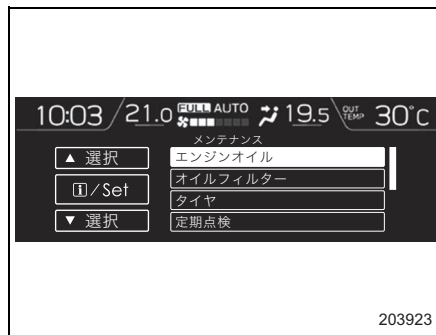 10:03 21.0 FULL AUTO 19.5 OUT TEMP 30°c
メンテナンス
▲ 選択
エンジンオイル
オイルフィルター
i/Set
タイヤ
▼ 選択
定期点検
203923